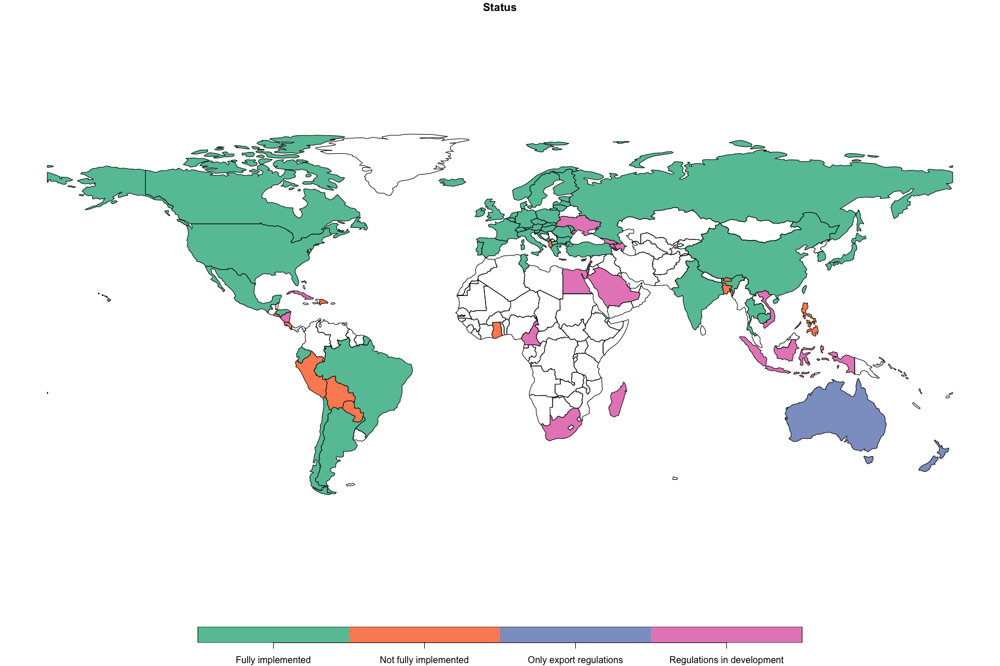 Status
Fully implemented
Not fully implemented
Only export regulations
Regulations in development